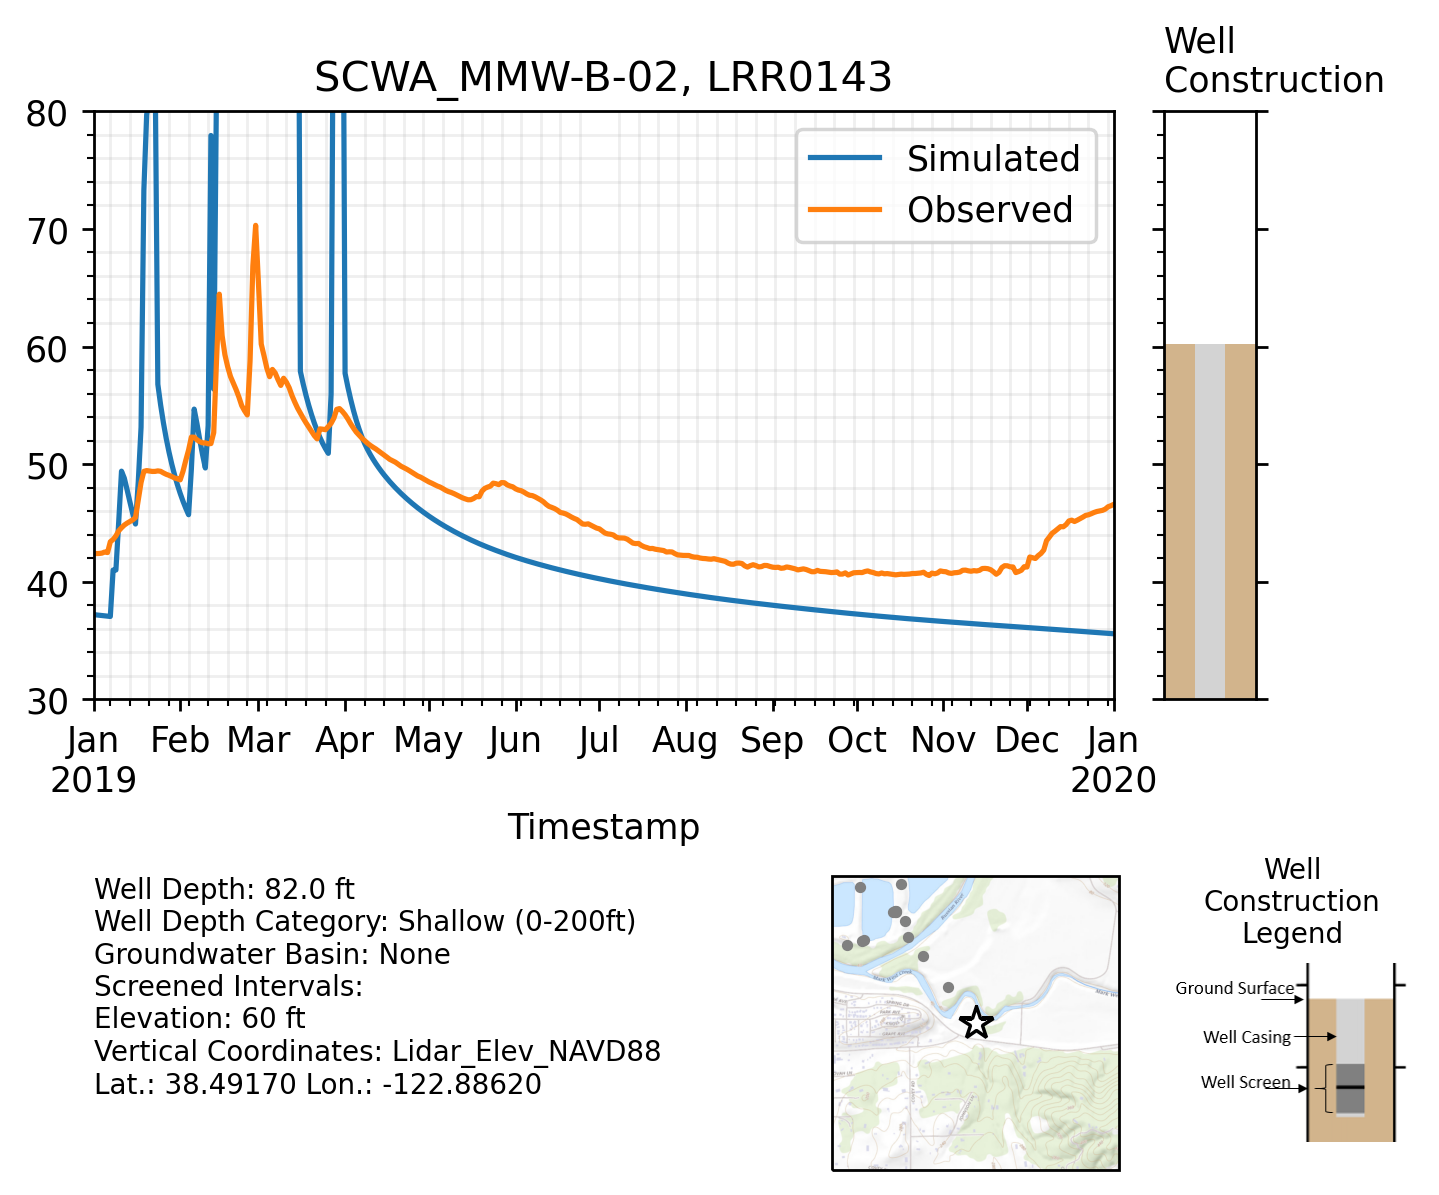 Well
Construction
SCWA_MMW-B-02, LRR0143
80
70
60
50
40
30
Simulated
Observed
Jan
2019
Feb
Mar
Apr
May
Jun
Jul
Aug
Sep
Oct
Nov
Dec
Jan
2020
Timestamp
Well Depth: 82.0 ft
Well Depth Category: Shallow (0-200ft)
Groundwater Basin: None
Screened Intervals:
Elevation: 60 ft
Vertical Coordinates: Lidar_Elev_NAVD88
Lat.: 38.49170 Lon.: -122.88620
Well
Construction
Legend
Ground Surface
Well Casing
Well Screen